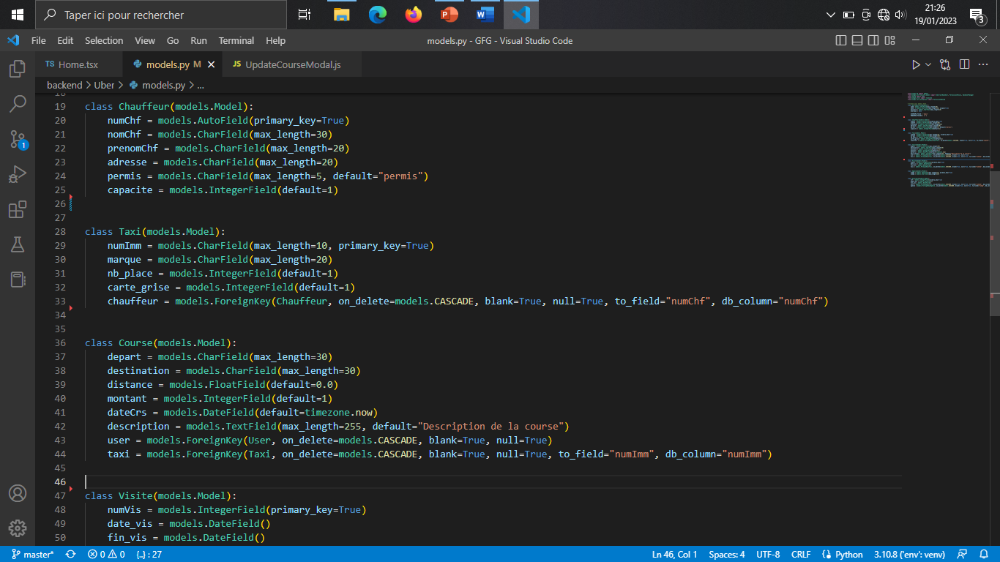 Taper ici pour rechercher
21:26
19/01/2023
3
File Edit Selection View Go Run Terminal Help
models.py - GFG - Visual Studio Code
TS Home.tsx
models.py M
JS UpdateCourseModal.js
backend > Uber > models.py > ...
18
19 class Chauffeur(models.Model):
20 numChf = models.AutoField(primary_key=True)
21 nomChf = models.CharField(max_length=30)
22 prenomChf = models.CharField(max_length=20)
23 adresse = models.CharField(max_length=20)
24 permis = models.CharField(max_length=5, default="permis")
25 capacite = models.IntegerField(default=1)
26
27
28 class Taxi(models.Model):
29 numImm = models.CharField(max_length=10, primary_key=True)
30 marque = models.CharField(max_length=20)
31 nb_place = models.IntegerField(default=1)
32 carte_grise = models.IntegerField(default=1)
33 chauffeur = models.ForeignKey(Chauffeur, on_delete=models.CASCADE, blank=True, null=True, to_field="numChf", db_column="numChf")
34
35
36 class Course(models.Model):
37 depart = models.CharField(max_length=30)
38 destination = models.CharField(max_length=30)
39 distance = models.FloatField(default=0.0)
40 montant = models.IntegerField(default=1)
41 dateCrs = models.DateField(default=timezone.now)
42 description = models.TextField(max_length=255, default="Description de la course")
43 user = models.ForeignKey(User, on_delete=models.CASCADE, blank=True, null=True)
44 taxi = models.ForeignKey(Taxi, on_delete=models.CASCADE, blank=True, null=True, to_field="numImm", db_column="numImm")
45
46
47 class Visite(models.Model):
48 numVis = models.IntegerField(primary_key=True)
49 date_vis = models.DateField()
50 fin_vis = models.DateField()
1
master* 0 0 {..} : 27 Ln 46, Col 1 Spaces: 4 UTF-8 CRLF Python 3.10.8 ('env': venv)